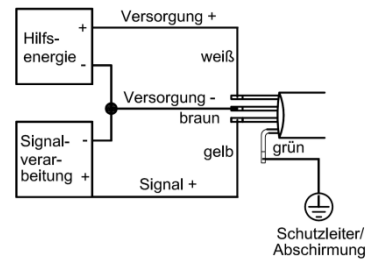 Versorgung +
Hilfs-
energie
+
-
weiß
Versorgung -
braun
Signal-
verar-
beitung
-
+
gelb
grün
Signal +
Schutzleiter/
Abschirmung